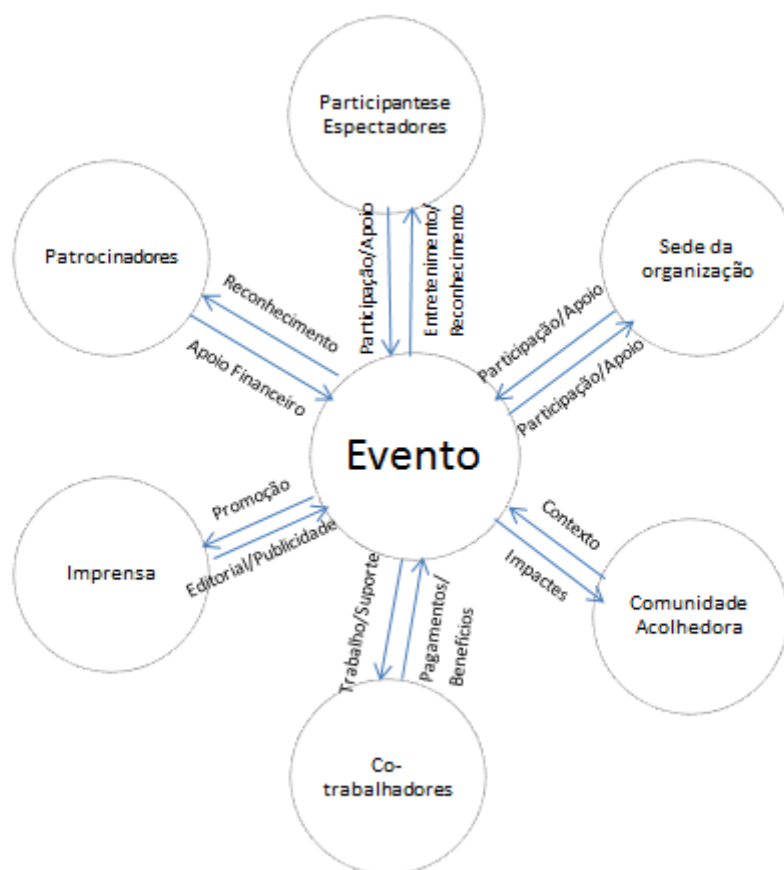 Participantese
Espectadores
Patrocinadores
Sede da
organização
Participação/Apoio
Entretenimento/
Reconhecimento
Reconhecimento
Apoio Financeiro
Participação/Apoio
Participação/Apoio
Evento
Promoção
Editorial/Publicidade
Imprensa
Contexto
Impactes
Comunidade
Acolhedora
Trabalho/Suporte
Pagamentos/
Benefícios
Co-
trabalhadores